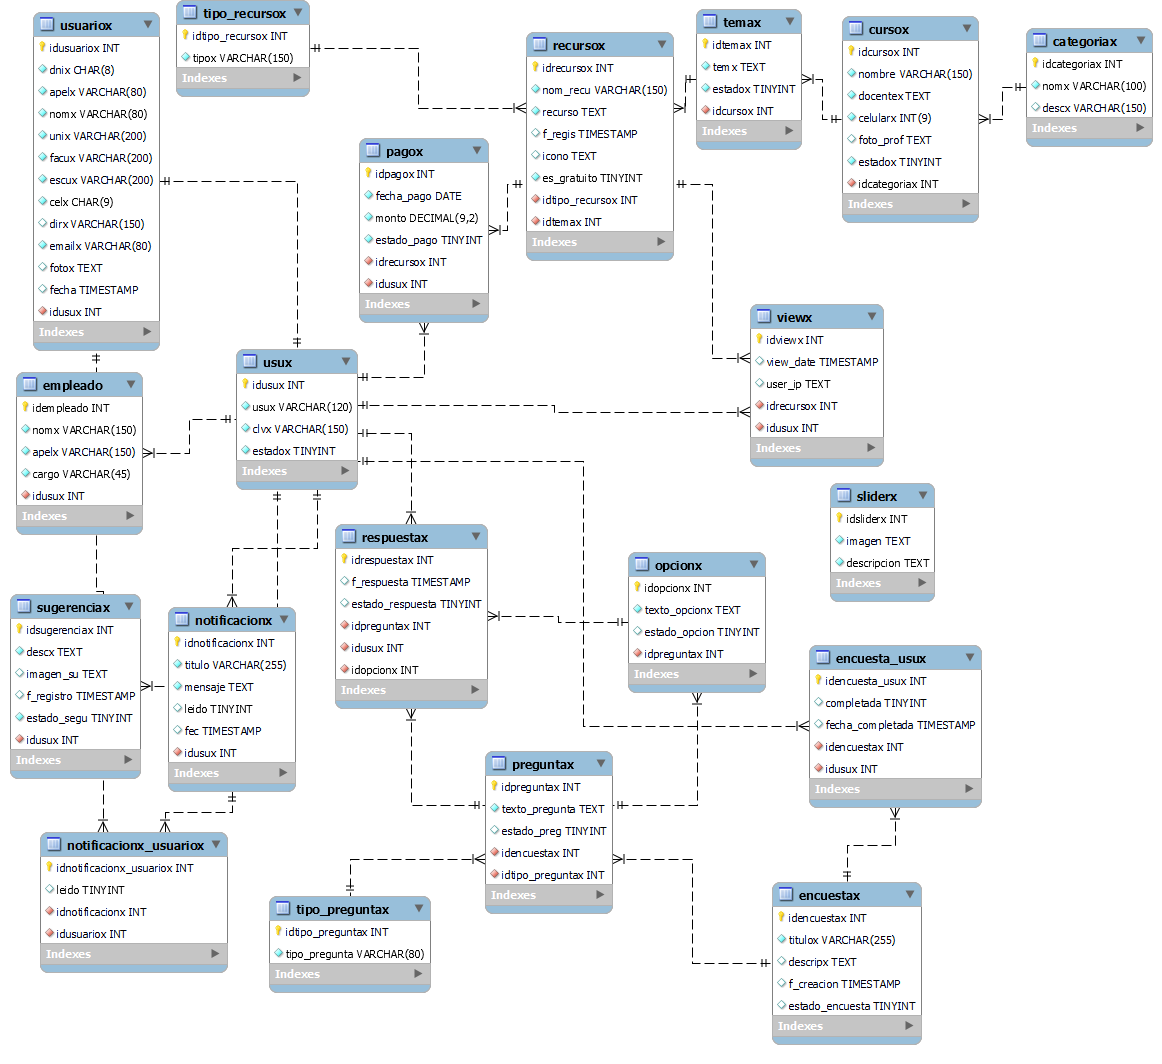 usuariox
idusuariox INT
dnix CHAR(8)
apelx VARCHAR(80)
nomx VARCHAR(80)
unix VARCHAR(200)
facux VARCHAR(200)
escux VARCHAR(200)
celx CHAR(9)
dirx VARCHAR(150)
emailx VARCHAR(80)
fotox TEXT
fecha TIMESTAMP
idusux INT
Indexes
tipo_recursox
idtipo_recursox INT
tipox VARCHAR(150)
Indexes
recursox
idrecursox INT
nom_recu VARCHAR(150)
recurso TEXT
f_regis TIMESTAMP
icono TEXT
es_gratuito TINYINT
idtipo_recursox INT
idtemax INT
Indexes
temax
idtemax INT
temx TEXT
estadox TINYINT
idcursox INT
Indexes
cursox
idcursox INT
nombre VARCHAR(150)
docentex TEXT
celularx INT(9)
foto_prof TEXT
estadox TINYINT
idcategoriax INT
Indexes
categoriax
idcategoriax INT
nomx VARCHAR(100)
descx VARCHAR(150)
Indexes
pagox
idpagox INT
fecha_pago DATE
monto DECIMAL(9,2)
estado_pago TINYINT
idrecursox INT
idusux INT
Indexes
viewx
idviewx INT
view_date TIMESTAMP
user_ip TEXT
idrecursox INT
idusux INT
Indexes
empleado
idempleado INT
nomx VARCHAR(150)
apelx VARCHAR(150)
cargo VARCHAR(45)
idusux INT
Indexes
usux
idusux INT
usux VARCHAR(120)
clvx VARCHAR(150)
estadox TINYINT
Indexes
sliderx
idsliderx INT
imagen TEXT
descripcion TEXT
Indexes
respuestax
idrespuestax INT
f_respuesta TIMESTAMP
estado_respuesta TINYINT
idpreguntax INT
idusux INT
idopcionx INT
Indexes
opcionx
idopcionx INT
texto_opcionx TEXT
estado_opcion TINYINT
idpreguntax INT
Indexes
sugerenciax
idsugerenciax INT
descx TEXT
imagen_su TEXT
f_registro TIMESTAMP
estado_segu TINYINT
idusux INT
Indexes
notificacionx
idnotificacionx INT
titulo VARCHAR(255)
mensaje TEXT
leido TINYINT
fec TIMESTAMP
idusux INT
Indexes
encuesta_usux
idencuesta_usux INT
completada TINYINT
fecha_completada TIMESTAMP
idencuestax INT
idusux INT
Indexes
preguntax
idpreguntax INT
texto_pregunta TEXT
estado_preg TINYINT
idencuestax INT
idtipo_preguntax INT
Indexes
notificacionx_usuariox
idnotificacionx_usuariox INT
leido TINYINT
idnotificacionx INT
idusuariox INT
Indexes
tipo_preguntax
idtipo_preguntax INT
tipo_pregunta VARCHAR(80)
Indexes
encuestax
idencuestax INT
titulox VARCHAR(255)
descripx TEXT
f_creacion TIMESTAMP
estado_encuesta TINYINT
Indexes